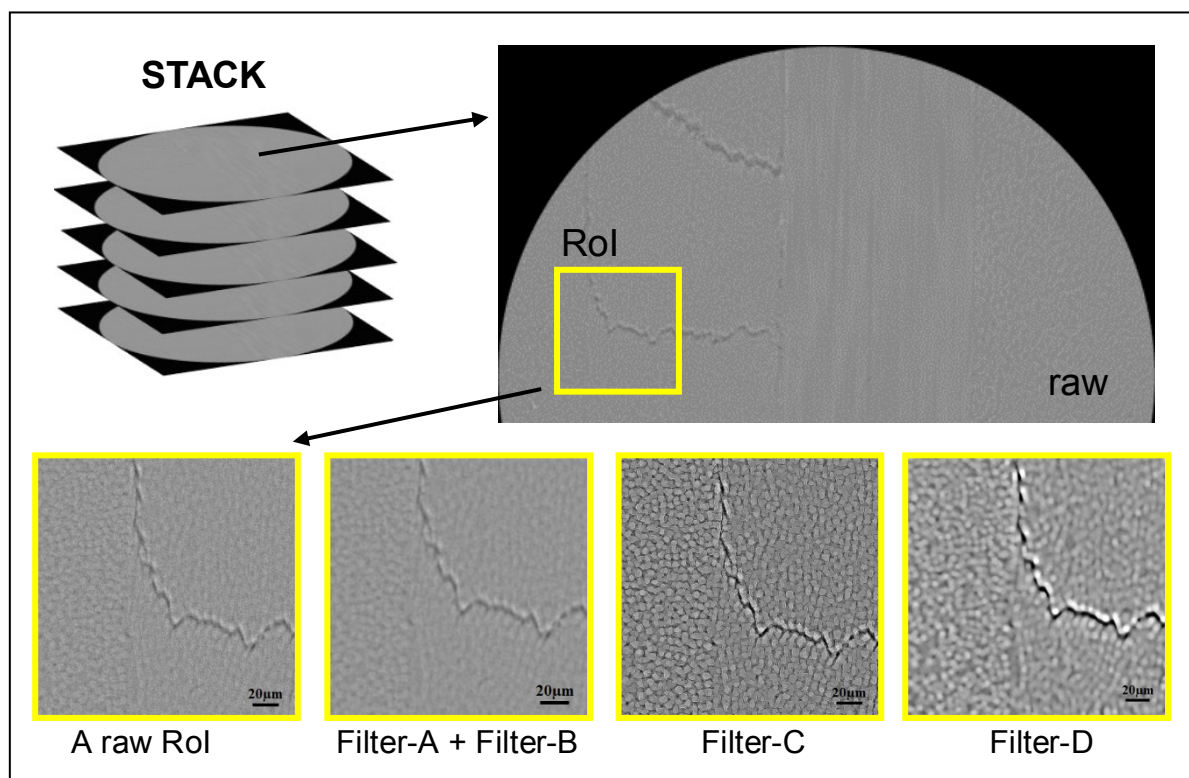 STACK
RoI
raw
20µm
20µm
20µm
20µm
A raw RoI
Filter-A + Filter-B
Filter-C
Filter-D